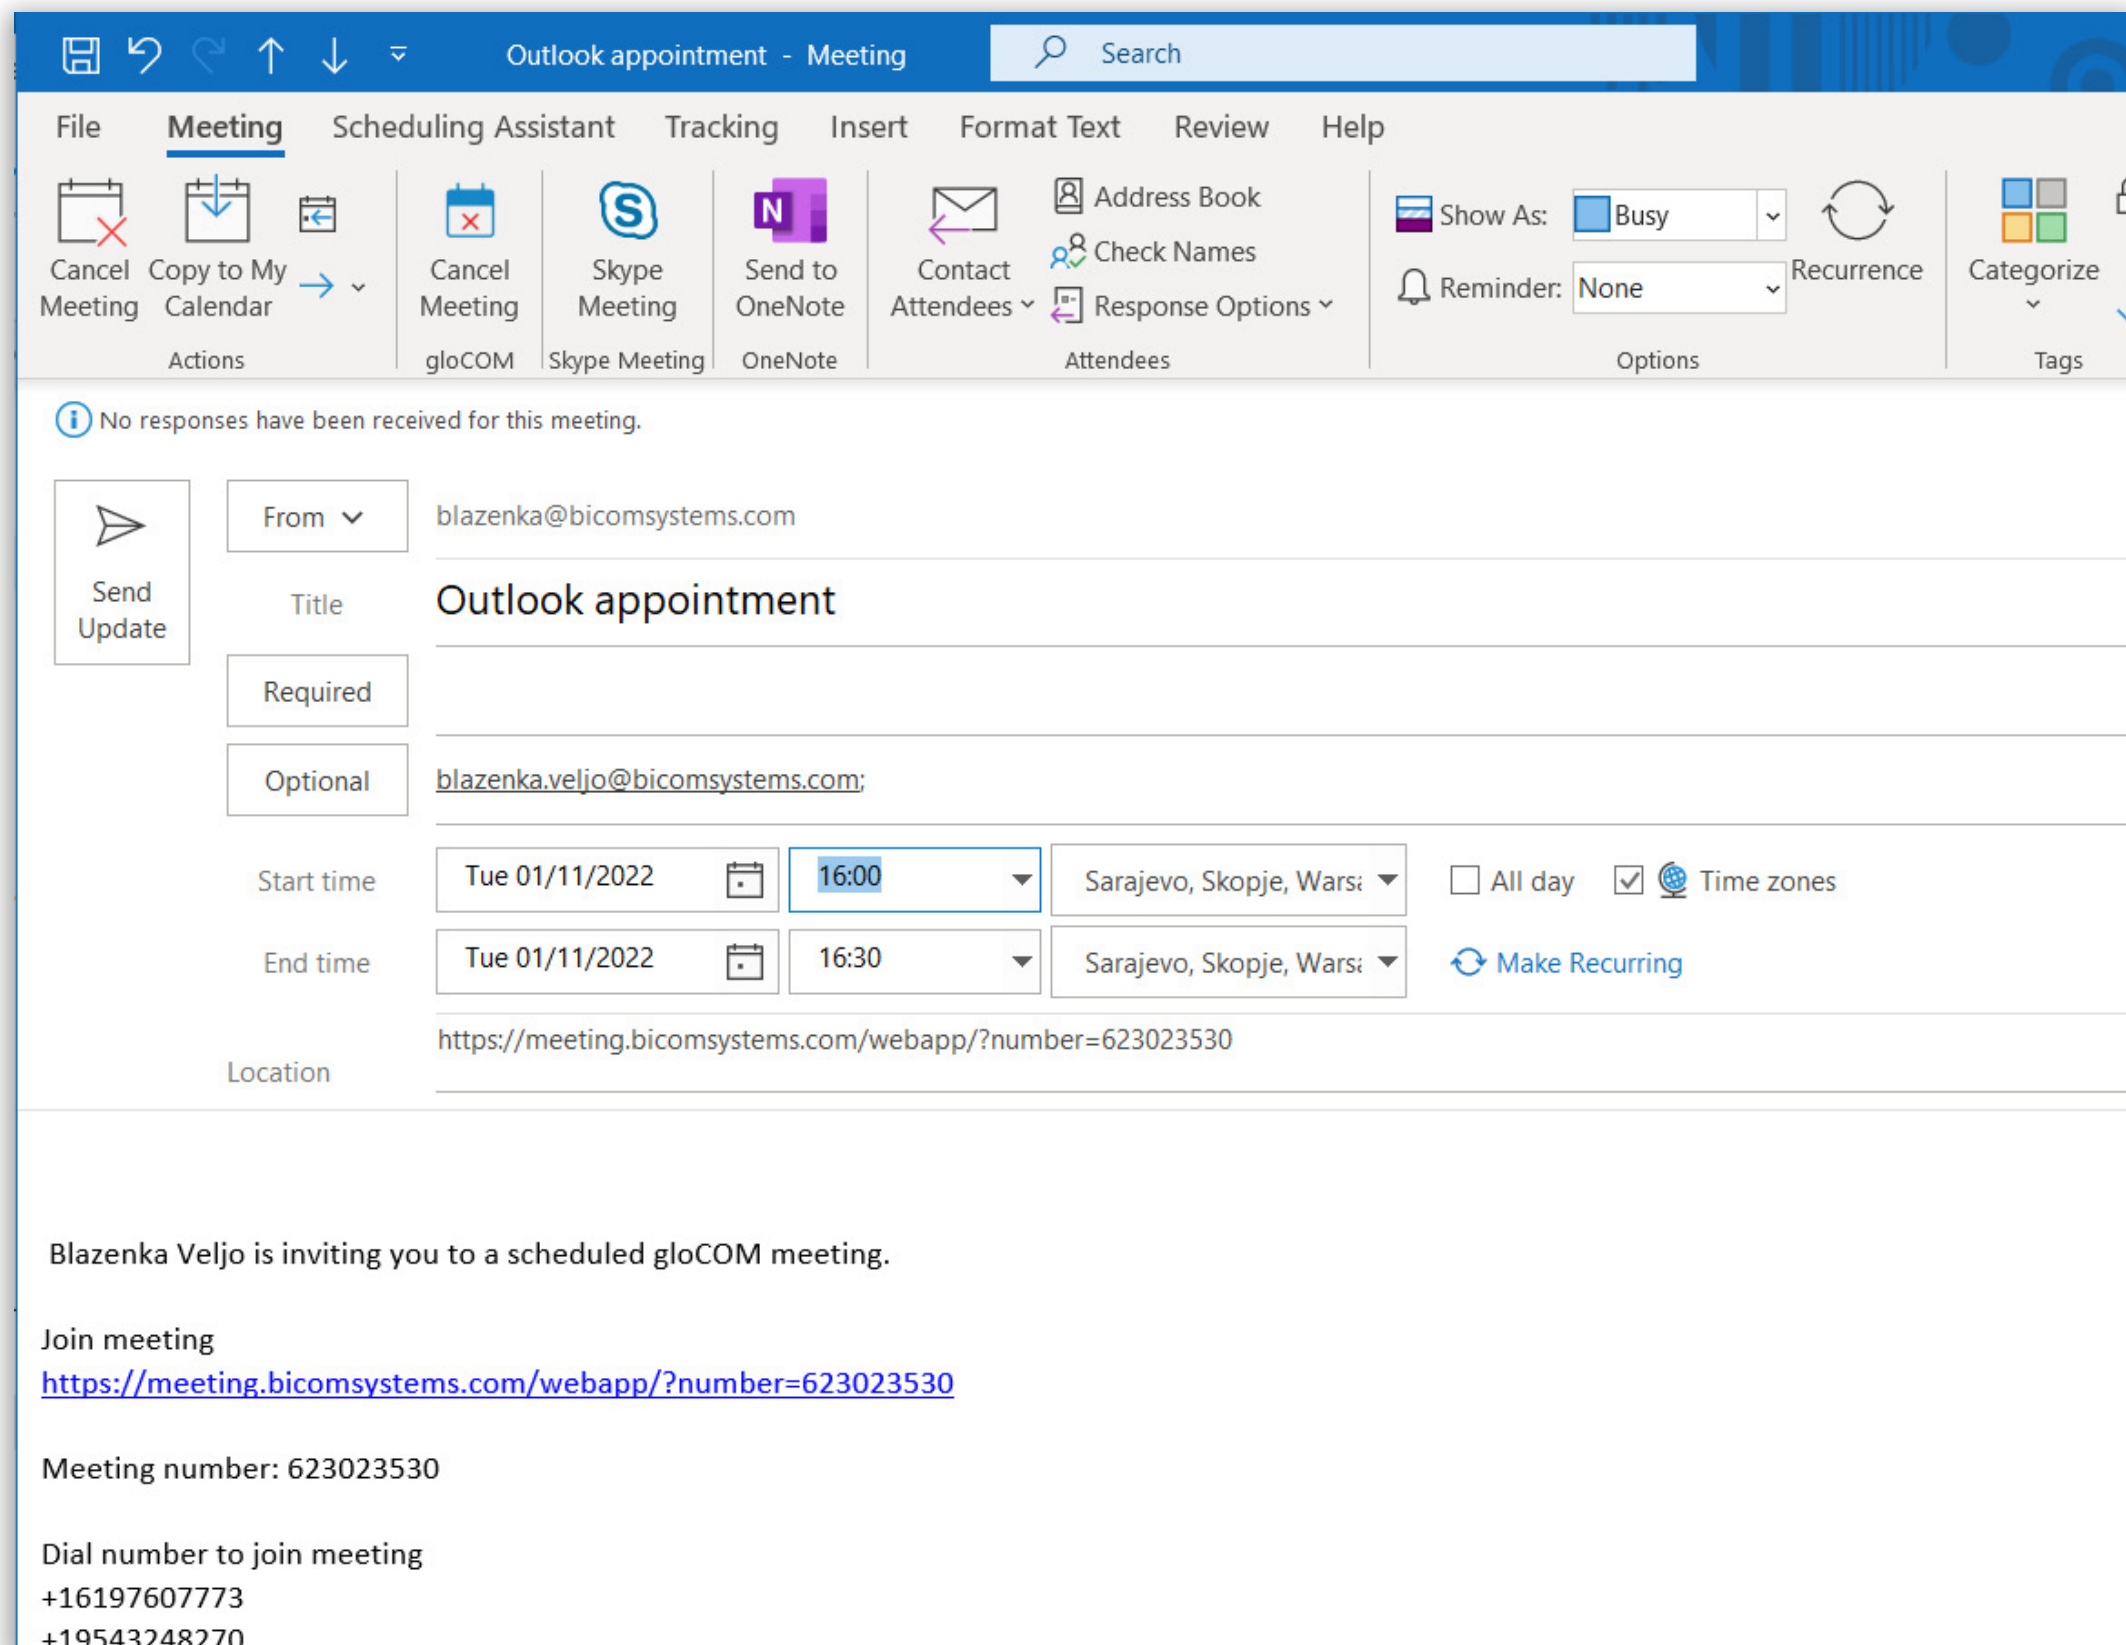 Outlook appointment - Meeting
Search
File Meeting Scheduling Assistant Tracking Insert Format Text Review Help
Cancel Meeting
Copy to My Calendar
Actions
Cancel Meeting
gloCOM
Skype Meeting
Skype Meeting
Send to OneNote
OneNote
Contact Attendees
Address Book
Check Names
Response Options
Attendees
Show As: Busy
Reminder: None
Recurrence
Options
Categorize
Tags
No responses have been received for this meeting.
Send Update
From blazenka@bicomsystems.com
Title Outlook appointment
Required
Optional blazenka.veljo@bicomsystems.com;
Start time Tue 01/11/2022 16:00 Sarajevo, Skopje, Warsa All day Time zones
End time Tue 01/11/2022 16:30 Sarajevo, Skopje, Warsa Make Recurring
Location https://meeting.bicomsystems.com/webapp/?number=623023530
Blazenka Veljo is inviting you to a scheduled gloCOM meeting.
Join meeting
https://meeting.bicomsystems.com/webapp/?number=623023530
Meeting number: 623023530
Dial number to join meeting
+16197607773
+19543248270